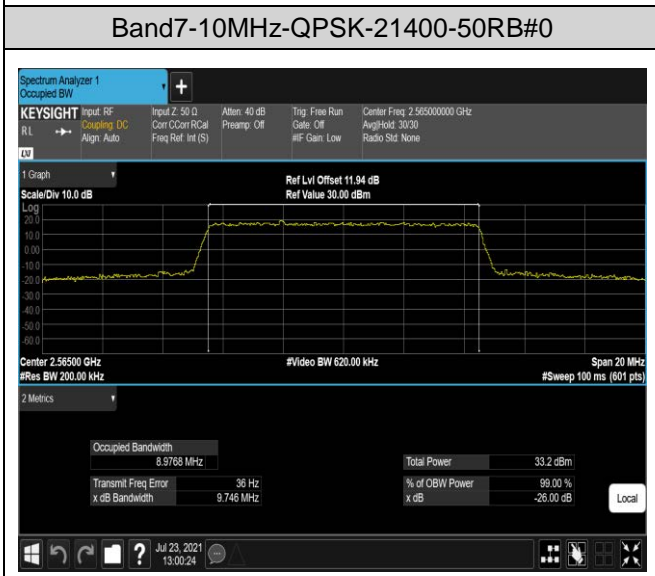 Band7-10MHz-QPSK-21400-50RB#0
Spectrum Analyzer 1
Occupied BW
+
KEYSIGHT Input: RF Input Z: 50 Ω Atten: 40 dB Trig: Free Run Center Freq: 2.565000000 GHz
RL Coupling: DC Corr CCorr RCal Preamp: Off Gate: Off Avg|Hold: 30/30
Align: Auto Freq Ref: Int (S) #IF Gain: Low Radio Std: None
LXI
1 Graph Ref Lvl Offset 11.94 dB
Scale/Div 10.0 dB Ref Value 30.00 dBm
Log
20.0
10.0
0.00
-10.0
-20.0
-30.0
-40.0
-50.0
-60.0
Center 2.56500 GHz #Video BW 620.00 kHz Span 20 MHz
#Res BW 200.00 kHz #Sweep 100 ms (601 pts)
2 Metrics
Occupied Bandwidth
8.9768 MHz Total Power 33.2 dBm
Transmit Freq Error 36 Hz % of OBW Power 99.00 %
x dB Bandwidth 9.746 MHz x dB -26.00 dB
Local
? Jul 23, 2021
13:00:24